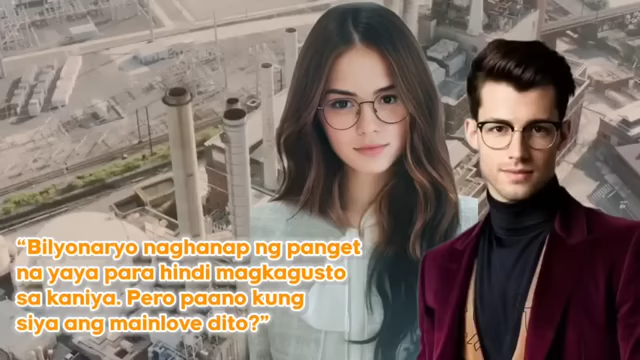 “Bilyonaryo naghanap ng panget
na yaya para hindi magkagusto
sa kaniya. Pero paano kung
siya ang mainlove dito?”